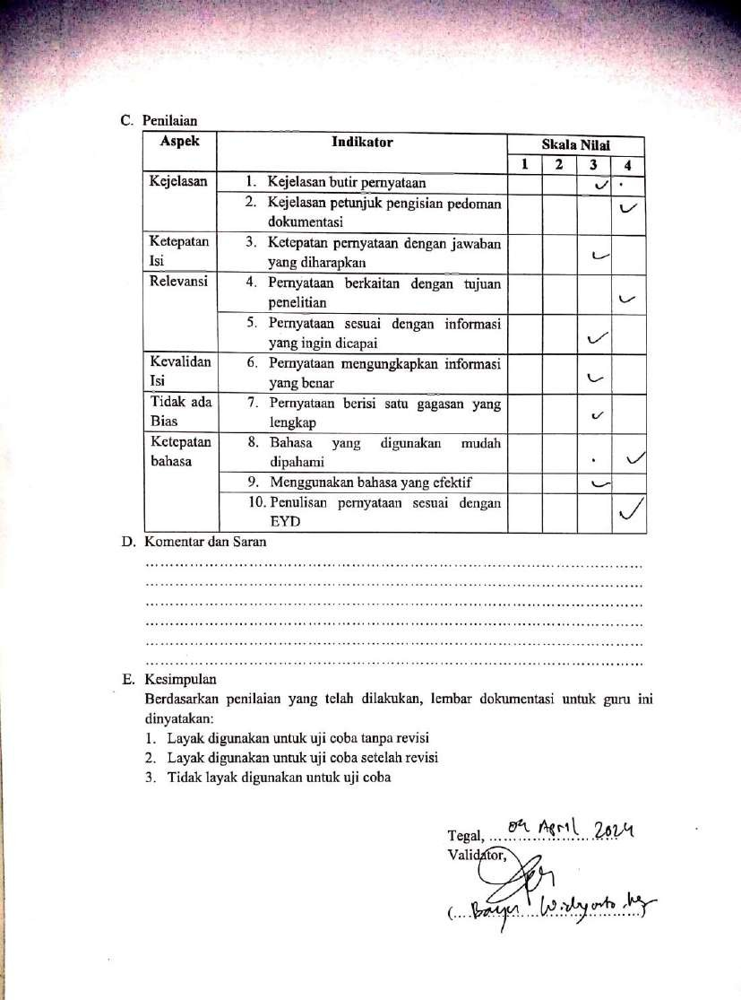 C. Penilaian
Aspek Indikator Skala Nilai
1 2 3 4
Kejelasan 1. Kejelasan butir pernyataan ✓
2. Kejelasan petunjuk pengisian pedoman ✓
dokumentasi
Ketepatan 3. Ketepatan pernyataan dengan jawaban ✓
Isi yang diharapkan
Relevansi 4. Pernyataan berkaitan dengan tujuan ✓
penelitian
5. Pernyataan sesuai dengan informasi ✓
yang ingin dicapai
Kevalidan 6. Pernyataan mengungkapkan informasi ✓
Isi yang benar
Tidak ada 7. Pernyataan berisi satu gagasan yang ✓
Bias lengkap
Ketepatan 8. Bahasa yang digunakan mudah ✓
bahasa dipahami
9. Menggunakan bahasa yang efektif ✓
10. Penulisan pernyataan sesuai dengan ✓
EYD
D. Komentar dan Saran
E. Kesimpulan
Berdasarkan penilaian yang telah dilakukan, lembar dokumentasi untuk guru ini
dinyatakan:
1. Layak digunakan untuk uji coba tanpa revisi
2. Layak digunakan untuk uji coba setelah revisi
3. Tidak layak digunakan untuk uji coba
Tegal, April 2024
Validator,